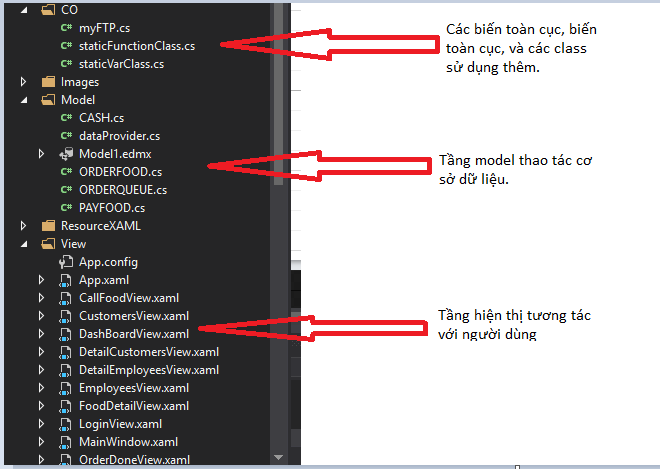 CO
C# myFTP.cs
C# staticFunctionClass.cs
C# staticVarClass.cs
Images
Model
C# CASH.cs
C# dataProvider.cs
Model1.edmx
C# ORDERFOOD.cs
C# ORDERQUEUE.cs
C# PAYFOOD.cs
ResourceXAML
View
App.config
App.xaml
CallFoodView.xaml
CustomersView.xaml
DashBoardView.xaml
DetailCustomersView.xaml
DetailEmployeesView.xaml
EmployeesView.xaml
FoodDetailView.xaml
LoginView.xaml
MainWindow.xaml
OrderDoneView.xaml
Các biến toàn cục, biến
toàn cục, và các class
sử dụng thêm.
Tầng model thao tác cơ
sở dữ liệu.
Tầng hiện thị tương tác
với người dùng